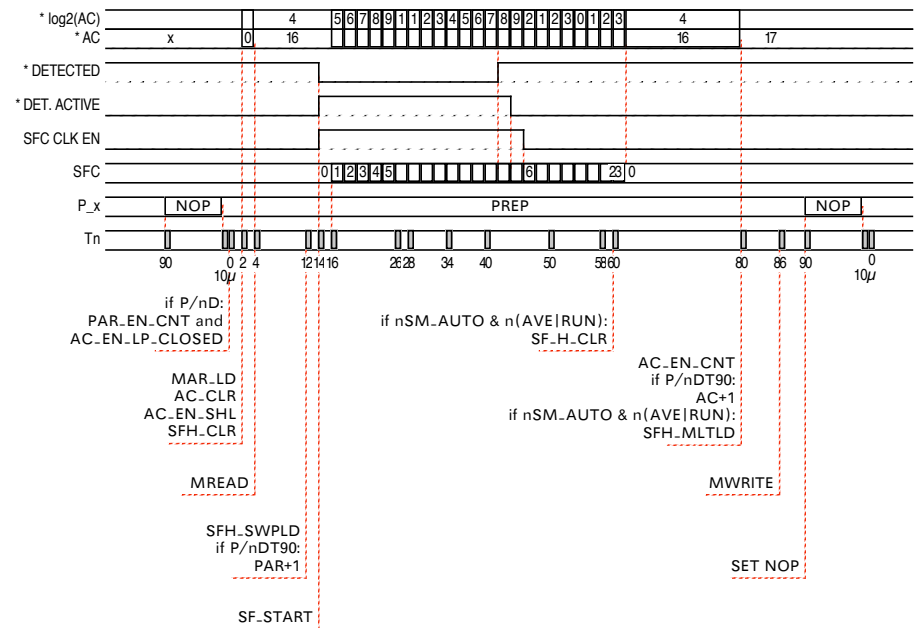 * log2(AC) 4 5 6 7 8 9 1 1 2 3 4 5 6 7 8 9 2 1 2 3 0 1 2 3 4
* AC x 0 16 16 17
* DETECTED
* DET. ACTIVE
SFC CLK EN
SFC 0 1 2 3 4 5 6 23 0
P_x NOP PREP NOP
Tn
90 0 2 4 12 14 16 26 28 34 40 50 58 60 80 86 90 0
10µ 10µ
if P/nD:
PAR_EN_CNT and
AC_EN_LP_CLOSED
if nSM_AUTO & n(AVE|RUN):
SF_H_CLR
MAR_LD
AC_CLR
AC_EN_SHL
SFH_CLR
AC_EN_CNT
if P/nDT90:
AC+1
if nSM_AUTO & n(AVE|RUN):
SFH_MLTLD
MREAD
MWRITE
SFH_SWPLD
if P/nDT90:
PAR+1
SET NOP
SF_START